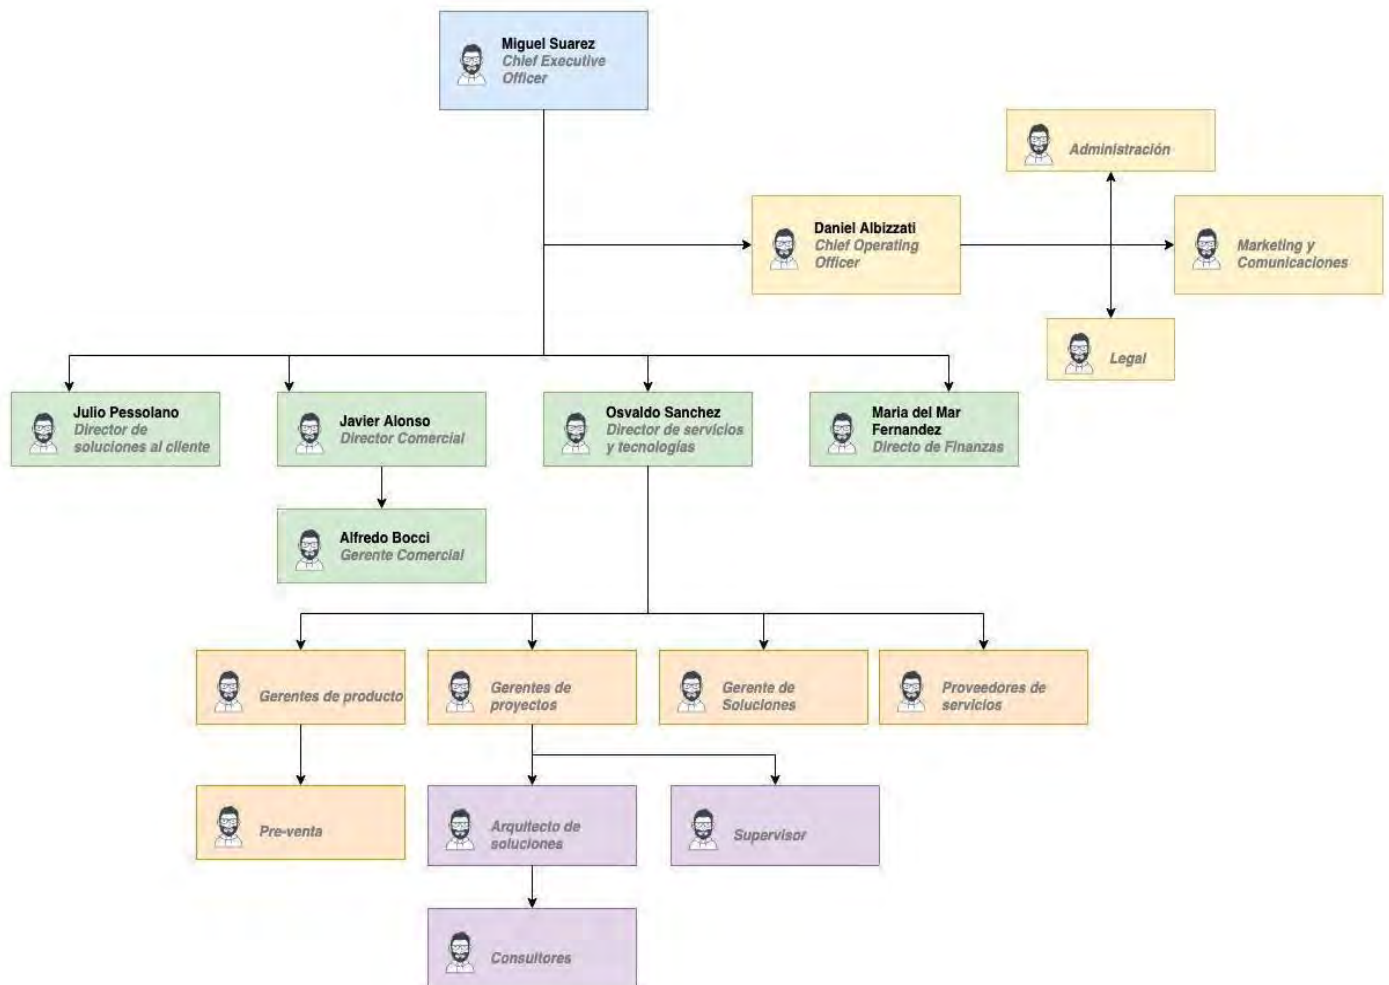 Miguel Suarez
Chief Executive
Officer
Administración
Daniel Albizzati
Chief Operating
Officer
Marketing y
Comunicaciones
Legal
Julio Pessolano
Director de
soluciones al cliente
Javier Alonso
Director Comercial
Osvaldo Sanchez
Director de servicios
y tecnologías
Maria del Mar
Fernandez
Directo de Finanzas
Alfredo Bocci
Gerente Comercial
Gerentes de producto
Gerentes de
proyectos
Gerente de
Soluciones
Proveedores de
servicios
Pre-venta
Arquitecto de
soluciones
Supervisor
Consultores